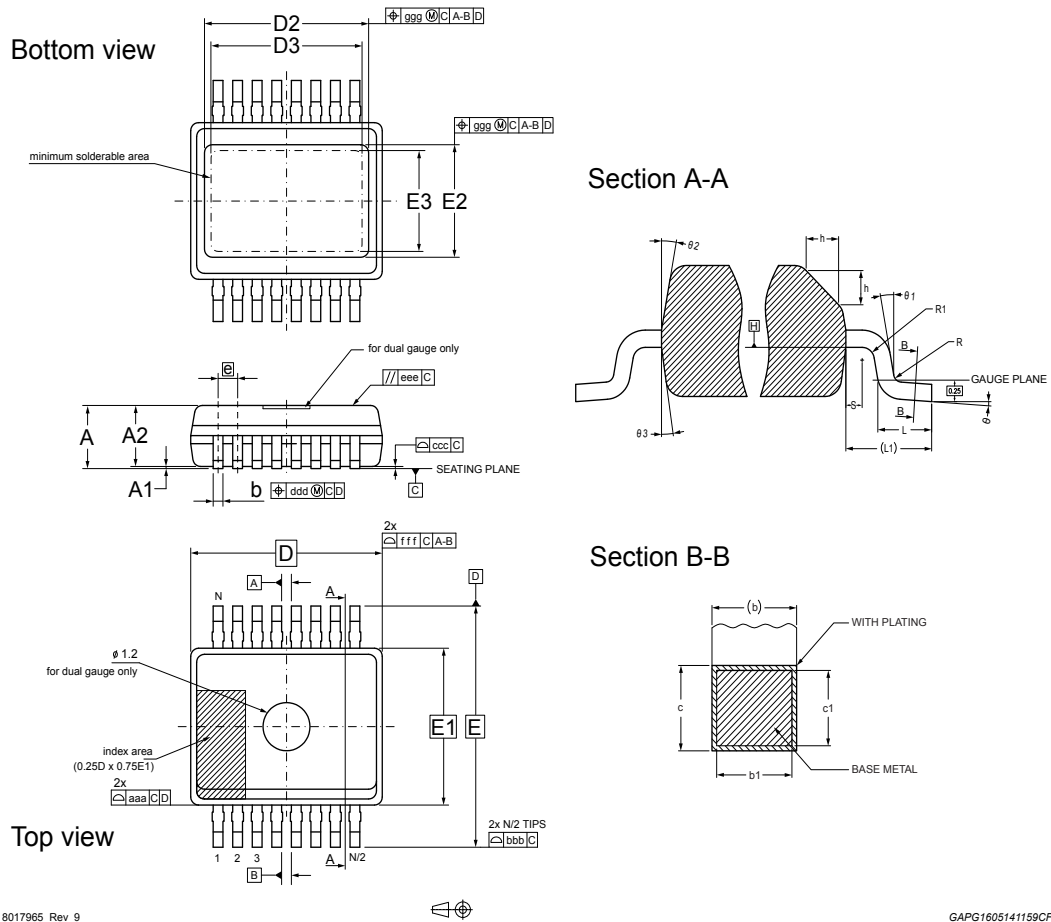 D2
⌖ ggg Ⓜ C A-B D
Bottom view
D3
⌖ ggg Ⓜ C A-B D
minimum solderable area
E3 E2
Section A-A
θ2
h
h
θ1
R1
H
B
R
GAUGE PLANE
0.25
S
B
L
θ
(L1)
θ3
for dual gauge only
e
// eee C
A A2
⌓ ccc C
SEATING PLANE
A1
b
⌖ ddd Ⓜ C D
C
2x
⌓ fff C A-B
D
A
A
D
N
ø 1.2
for dual gauge only
E1 E
index area
(0.25D x 0.75E1)
2x
⌓ aaa C D
2x N/2 TIPS
⌓ bbb C
Top view
1 2 3
A
N/2
B
Section B-B
(b)
WITH PLATING
c
c1
BASE METAL
b1
8017965 Rev 9